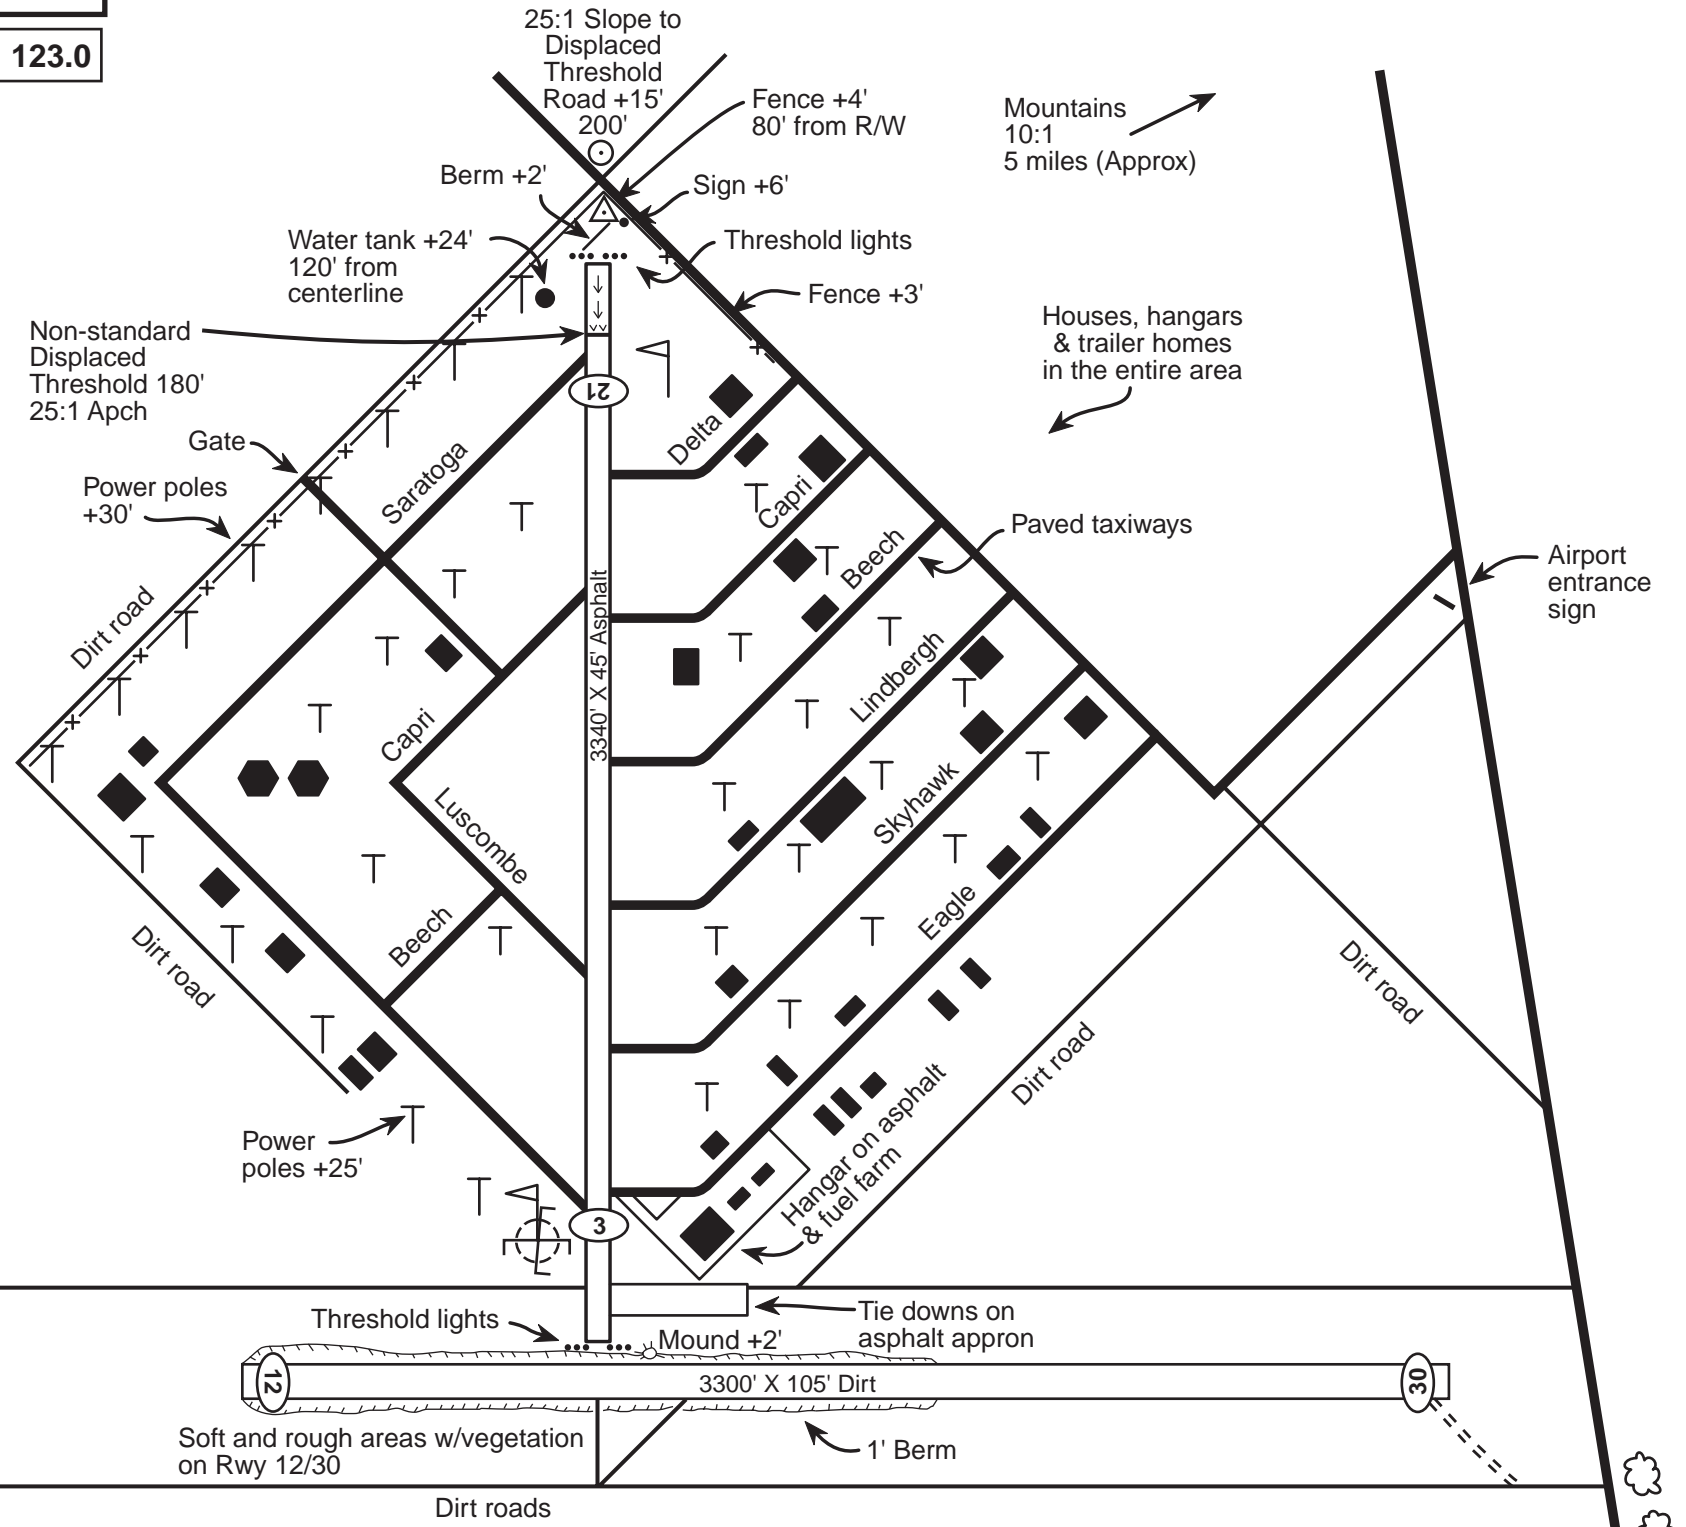 123.0
25:1 Slope to
Displaced
Threshold
Road +15'
200'
Fence +4'
80' from R/W
Mountains
10:1
5 miles (Approx)
Berm +2'
Sign +6'
Water tank +24'
120' from
centerline
Threshold lights
Fence +3'
Non-standard
Displaced
Threshold 180'
25:1 Apch
Houses, hangars
& trailer homes
in the entire area
21
Gate
Saratoga
Delta
Power poles
+30'
Capri
Paved taxiways
Beech
Airport
entrance
sign
Dirt road
3340' X 45' Asphalt
Lindbergh
Capri
Luscombe
Skyhawk
Beech
Eagle
Dirt road
Dirt road
Dirt road
Hangar on asphalt
& fuel farm
Power
poles +25'
3
Threshold lights
Tie downs on
asphalt appron
Mound +2'
12
3300' X 105' Dirt
30
Soft and rough areas w/vegetation
on Rwy 12/30
1' Berm
Dirt roads